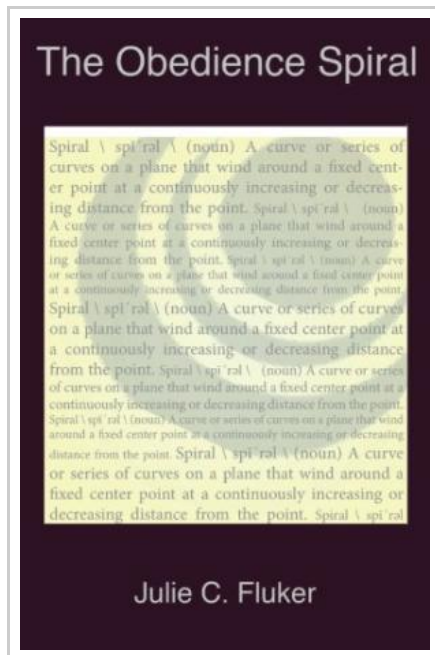 The Obedience Spiral
Spiral \ spi´rəl \ (noun) A curve or series of
curves on a plane that wind around a fixed cent-
er point at a continuously increasing or decreas-
ing distance from the point. Spiral \ spi´rəl \ (noun)
A curve or series of curves on a plane that wind around a
fixed center point at a continuously increasing or decreas-
ing distance from the point. Spiral \ spi´rəl \ (noun) A curve
or series of curves on a plane that wind around a fixed center point
at a continuously increasing or decreasing distance from the point.
Spiral \ spi´rəl \ (noun) A curve or series of curves
on a plane that wind around a fixed center point at
a continuously increasing or decreasing distance
from the point. Spiral \ spi´rəl \ (noun) A curve or series
of curves on a plane that wind around a fixed center point at a
continuously increasing or decreasing distance from the point.
Spiral \ spi´rəl \ (noun) A curve or series of curves on a plane that wind
around a fixed center point at a continuously increasing or decreasing
distance from the point. Spiral \ spi´rəl \ (noun) A curve
or series of curves on a plane that wind around a
fixed center point at a continuously increasing or
decreasing distance from the point. Spiral \ spi´rəl
Julie C. Fluker